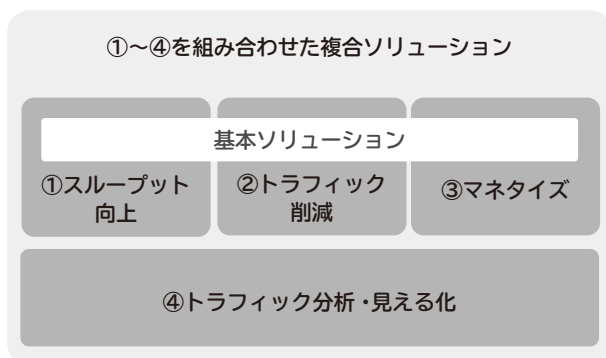 ①～④を組み合わせた複合ソリューション
基本ソリューション
①スループット
向上
②トラフィック
削減
③マネタイズ
④トラフィック分析・見える化